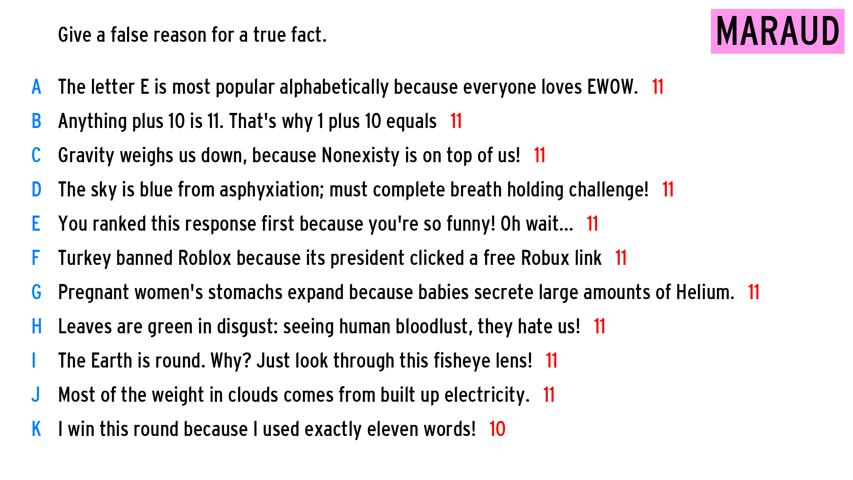 Give a false reason for a true fact.
MARAUD
A The letter E is most popular alphabetically because everyone loves EWOW. 11
B Anything plus 10 is 11. That's why 1 plus 10 equals 11
C Gravity weighs us down, because Nonexisty is on top of us! 11
D The sky is blue from asphyxiation; must complete breath holding challenge! 11
E You ranked this response first because you're so funny! Oh wait... 11
F Turkey banned Roblox because its president clicked a free Robux link 11
G Pregnant women's stomachs expand because babies secrete large amounts of Helium. 11
H Leaves are green in disgust: seeing human bloodlust, they hate us! 11
I The Earth is round. Why? Just look through this fisheye lens! 11
J Most of the weight in clouds comes from built up electricity. 11
K I win this round because I used exactly eleven words! 10